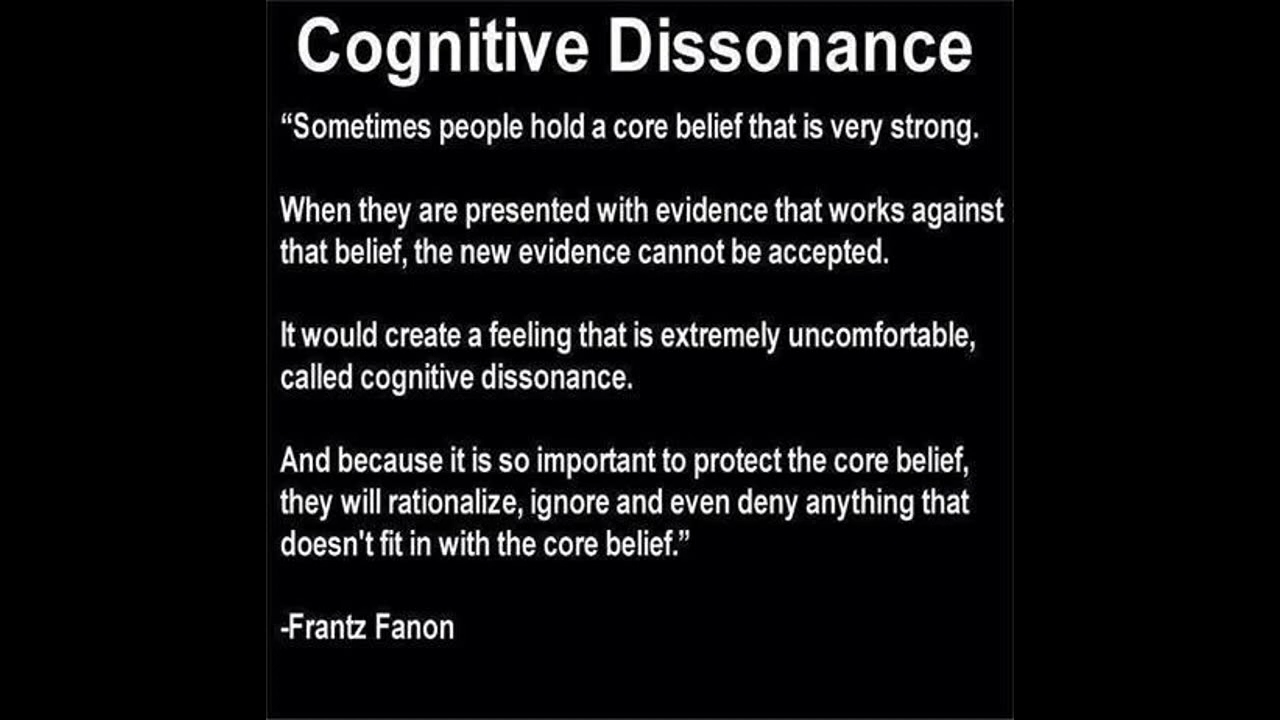 Cognitive Dissonance
“Sometimes people hold a core belief that is very strong.
When they are presented with evidence that works against
that belief, the new evidence cannot be accepted.
It would create a feeling that is extremely uncomfortable,
called cognitive dissonance.
And because it is so important to protect the core belief,
they will rationalize, ignore and even deny anything that
doesn't fit in with the core belief.”
-Frantz Fanon